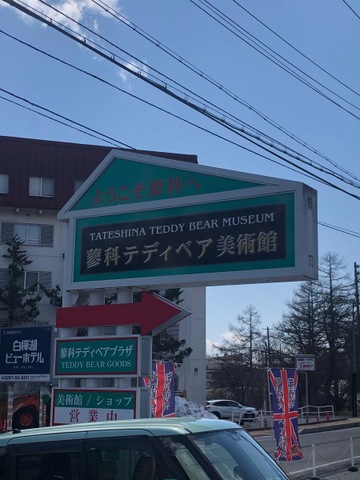 ようこそ蓼科へ
TATESHINA TEDDY BEAR MUSEUM
蓼科テディベア美術館
蓼科テディベアプラザ
TEDDY BEAR GOODS
美術館/ショップ
営業中
白樺湖
ビューホテル